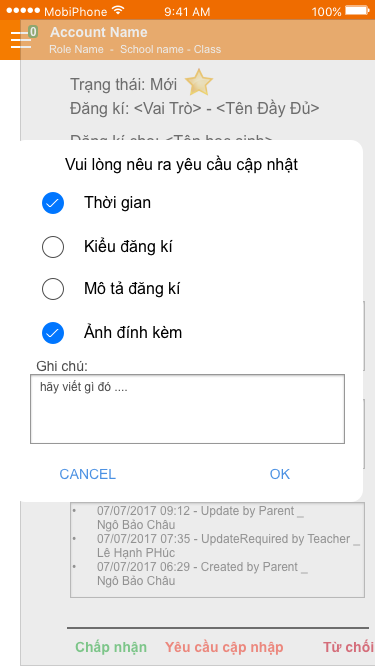 MobiPhone 9:41 AM 100%
0 Account Name
Role Name - School name - Class
Trạng thái: Mới
Đăng kí: <Vai Trò> - <Tên Đầy Đủ>
Đăng kí cho: <Tên học sinh>
Vui lòng nêu ra yêu cầu cập nhật
Thời gian
Kiểu đăng kí
Mô tả đăng kí
Ảnh đính kèm
Ghi chú:
hãy viết gì đó ....
CANCEL OK
• 07/07/2017 09:12 - Update by Parent _
Ngô Bảo Châu
• 07/07/2017 07:35 - UpdateRequired by Teacher _
Lê Hạnh PHúc
• 07/07/2017 06:29 - Created by Parent _
Ngô Bảo Châu
Chấp nhận Yêu cầu cập nhập Từ chối